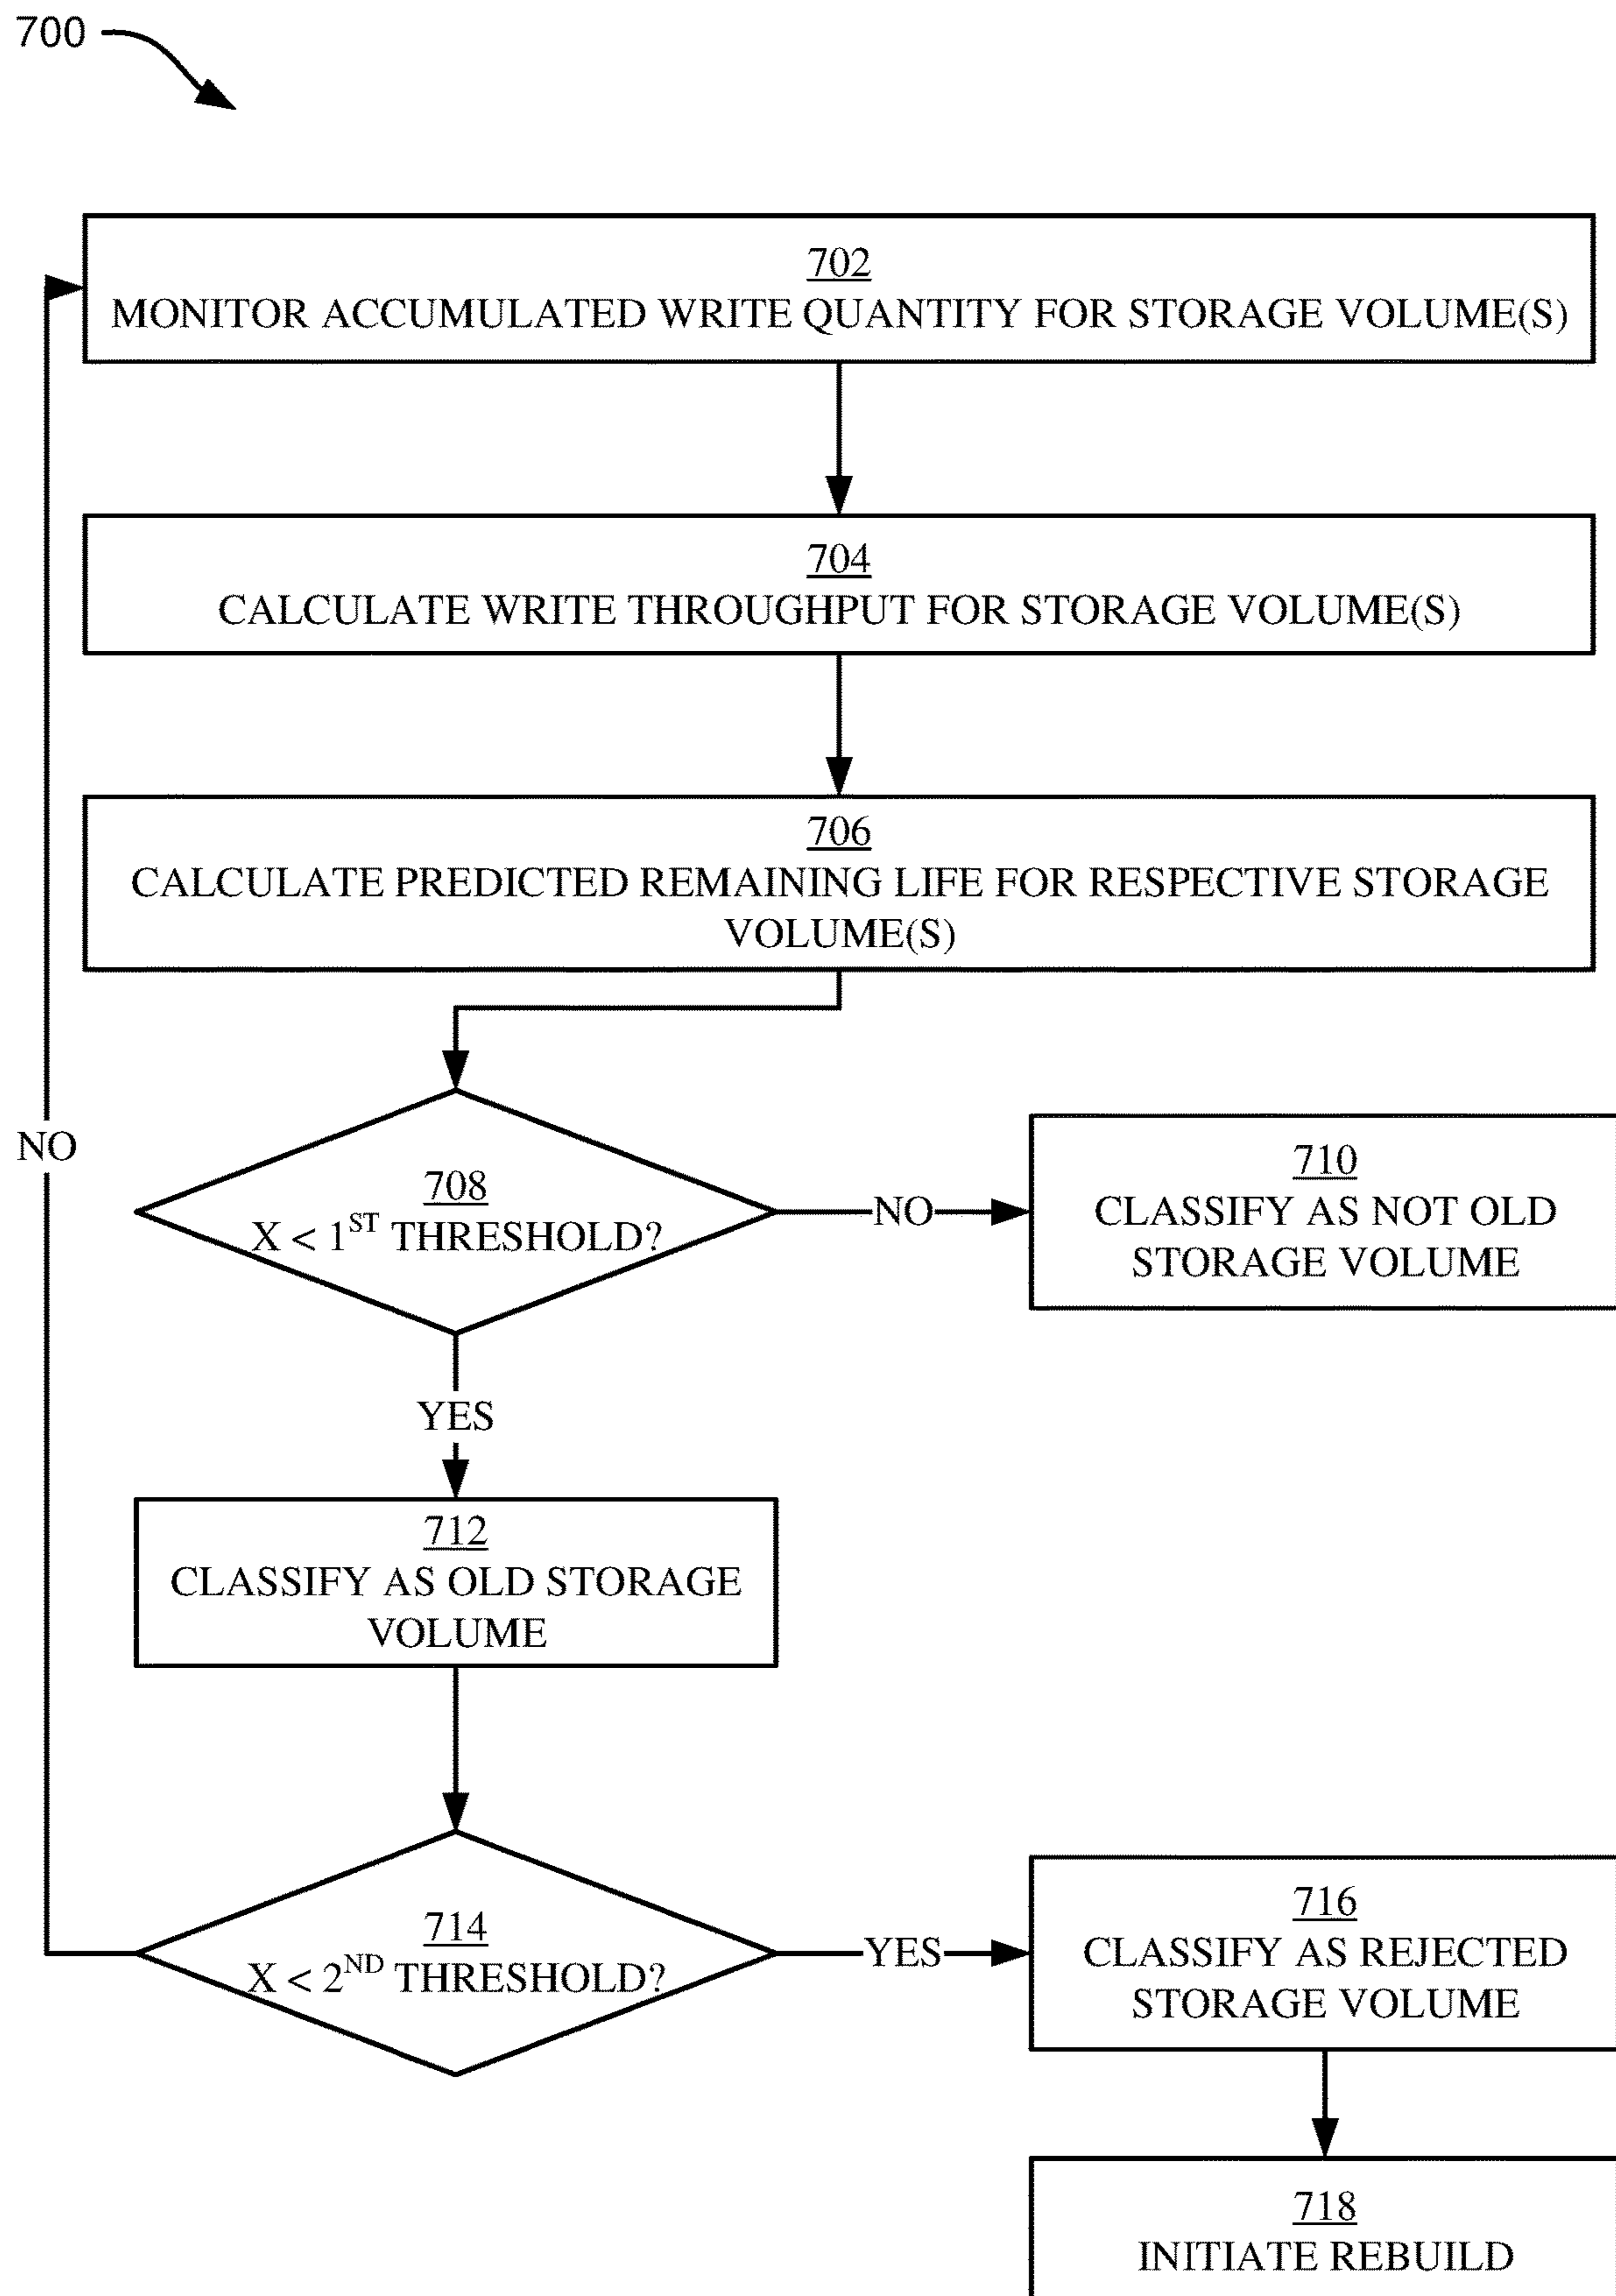 700
702
MONITOR ACCUMULATED WRITE QUANTITY FOR STORAGE VOLUME(S)
704
CALCULATE WRITE THROUGHPUT FOR STORAGE VOLUME(S)
706
CALCULATE PREDICTED REMAINING LIFE FOR RESPECTIVE STORAGE
VOLUME(S)
NO
708
X < 1ST THRESHOLD?
NO
710
CLASSIFY AS NOT OLD
STORAGE VOLUME
YES
712
CLASSIFY AS OLD STORAGE
VOLUME
714
X < 2ND THRESHOLD?
YES
716
CLASSIFY AS REJECTED
STORAGE VOLUME
718
INITIATE REBUILD